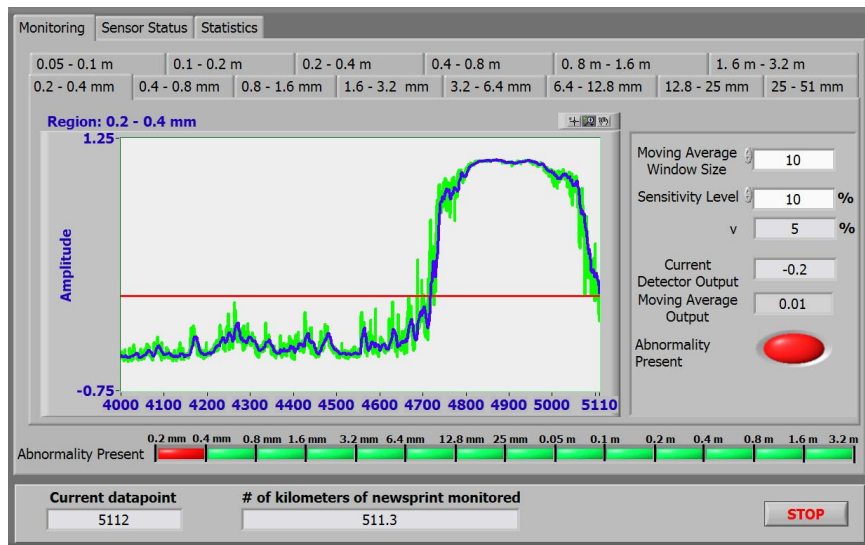 Monitoring Sensor Status Statistics
0.05 - 0.1 m 0.1 - 0.2 m 0.2 - 0.4 m 0.4 - 0.8 m 0. 8 m - 1.6 m 1. 6 m - 3.2 m
0.2 - 0.4 mm 0.4 - 0.8 mm 0.8 - 1.6 mm 1.6 - 3.2 mm 3.2 - 6.4 mm 6.4 - 12.8 mm 12.8 - 25 mm 25 - 51 mm
Region: 0.2 - 0.4 mm
1.25
Amplitude
-0.75
4000 4100 4200 4300 4400 4500 4600 4700 4800 4900 5000 5110
Moving Average
Window Size
10
Sensitivity Level 10 %
v 5 %
Current
Detector Output
-0.2
Moving Average
Output
0.01
Abnormality
Present
0.2 mm 0.4 mm 0.8 mm 1.6 mm 3.2 mm 6.4 mm 12.8 mm 25 mm 0.05 m 0.1 m 0.2 m 0.4 m 0.8 m 1.6 m 3.2 m
Abnormality Present
Current datapoint # of kilometers of newsprint monitored
5112 511.3
STOP